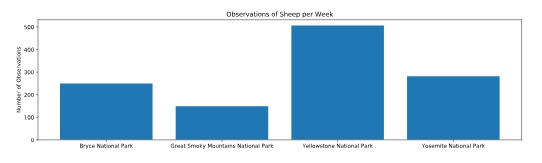 Observations of Sheep per Week
Number of Observations
500
400
300
200
100
0
Bryce National Park
Great Smoky Mountains National Park
Yellowstone National Park
Yosemite National Park